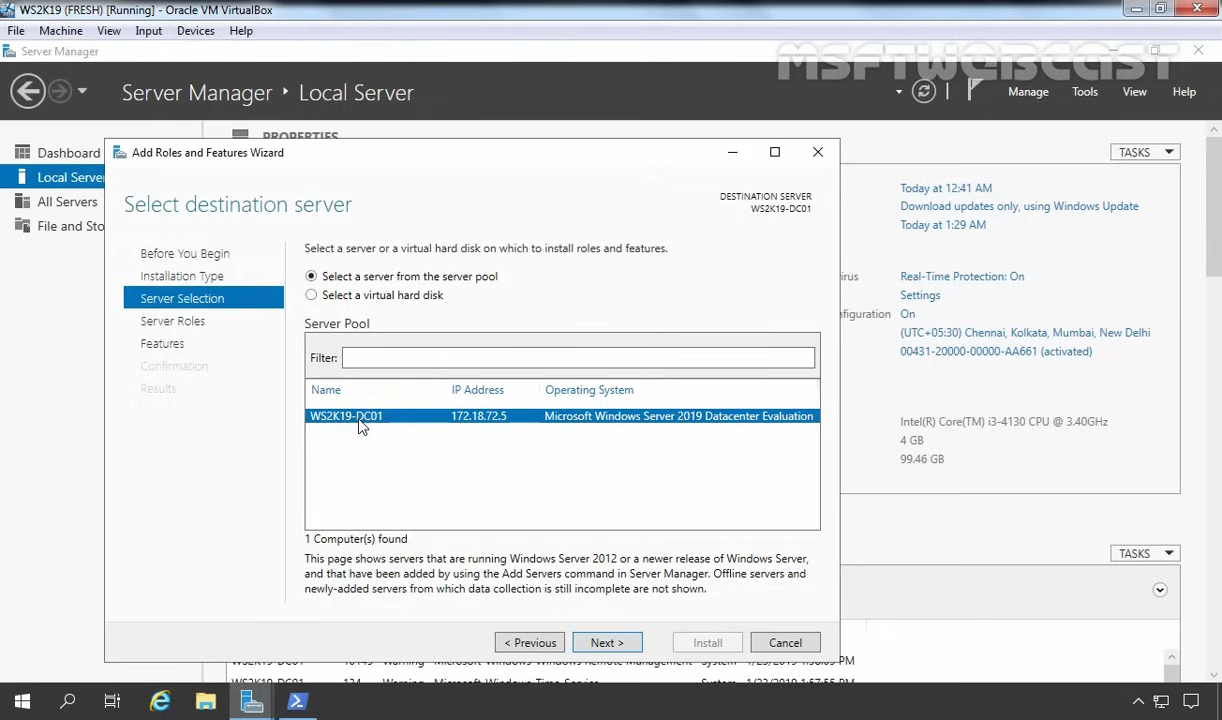 WS2K19 (FRESH) [Running] - Oracle VM VirtualBox
File Machine View Input Devices Help
Server Manager
MSFTWEBCAST
Server Manager ‣ Local Server
Manage Tools View Help
Dashboard
Local Serve
All Servers
File and Sto
PROPERTIES
TASKS
Today at 12:41 AM
Download updates only, using Windows Update
Today at 1:29 AM
irus
Real-Time Protection: On
Settings
nfiguration
On
(UTC+05:30) Chennai, Kolkata, Mumbai, New Delhi
00431-20000-00000-AA661 (activated)
Intel(R) Core(TM) i3-4130 CPU @ 3.40GHz
4 GB
99.46 GB
TASKS
Add Roles and Features Wizard
Select destination server
DESTINATION SERVER
WS2K19-DC01
Before You Begin
Installation Type
Server Selection
Server Roles
Features
Confirmation
Results
Select a server or a virtual hard disk on which to install roles and features.
Select a server from the server pool
Select a virtual hard disk
Server Pool
Filter:
Name IP Address Operating System
WS2K19-DC01 172.18.72.5 Microsoft Windows Server 2019 Datacenter Evaluation
1 Computer(s) found
This page shows servers that are running Windows Server 2012 or a newer release of Windows Server,
and that have been added by using the Add Servers command in Server Manager. Offline servers and
newly-added servers from which data collection is still incomplete are not shown.
< Previous Next > Install Cancel